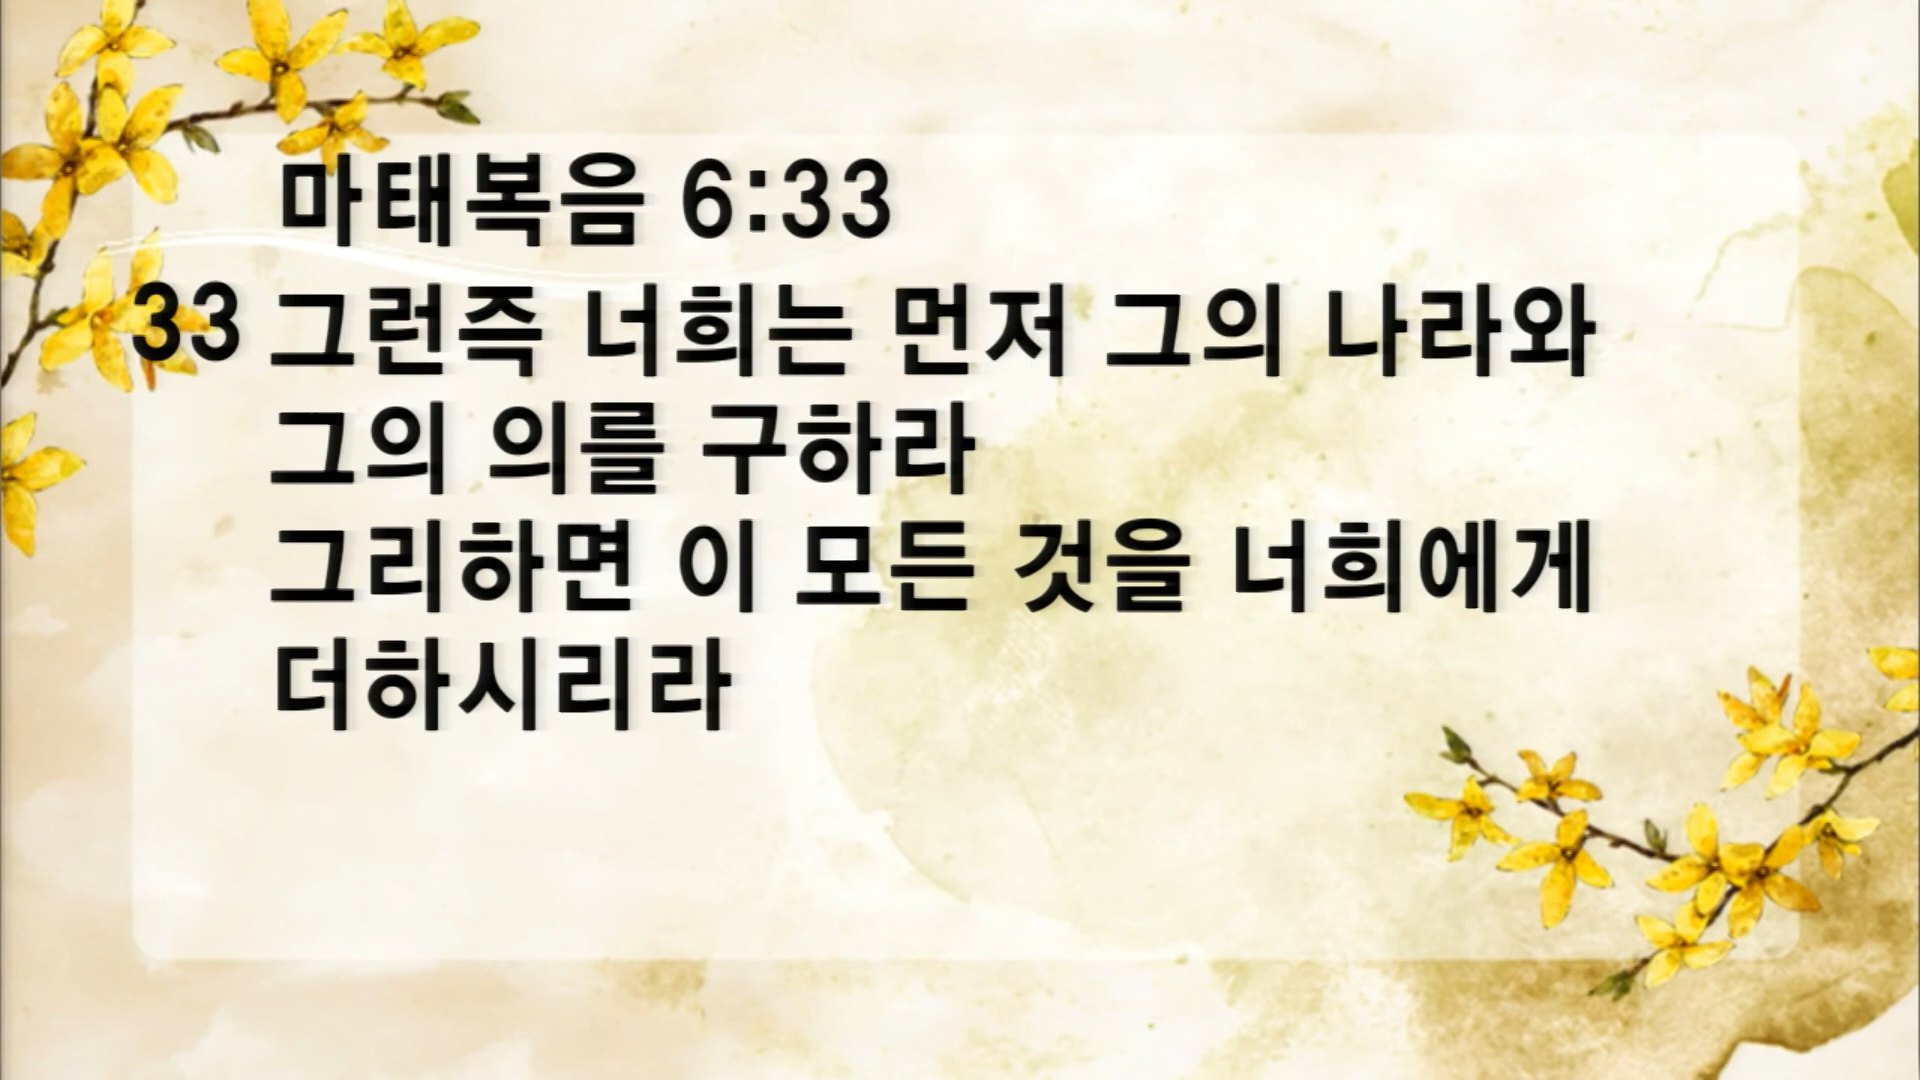 마태복음 6:33
33 그런즉 너희는 먼저 그의 나라와
그의 의를 구하라
그리하면 이 모든 것을 너희에게
더하시리라